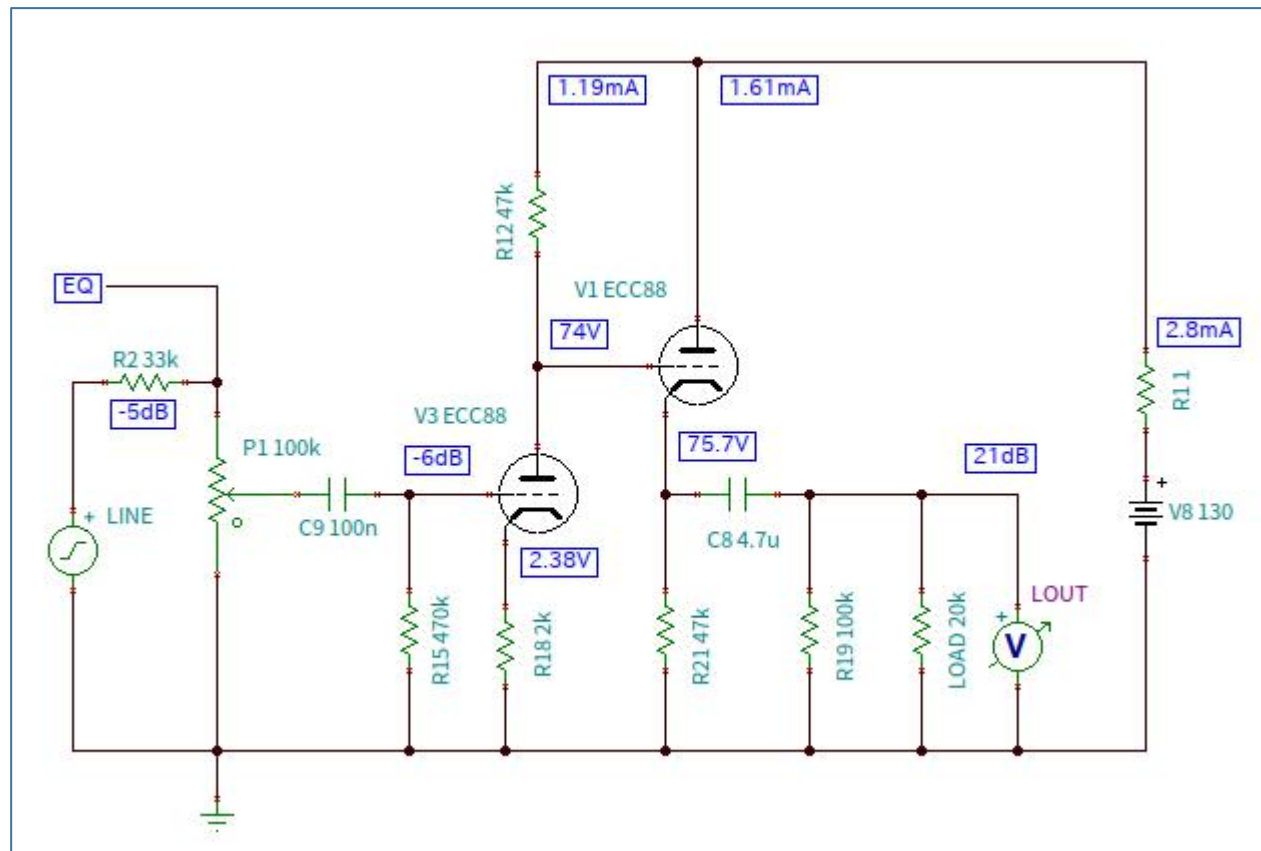 1.19mA
1.61mA
R12 47k
EQ
V1 ECC88
74V
2.8mA
R2 33k
-5dB
R1 1
V3 ECC88
P1 100k
-6dB
75.7V
21dB
+
+ LINE
C9 100n
C8 4.7u
V8 130
2.38V
LOUT
+
V
R15 470k
R18 2k
R21 47k
R19 100k
LOAD 20k